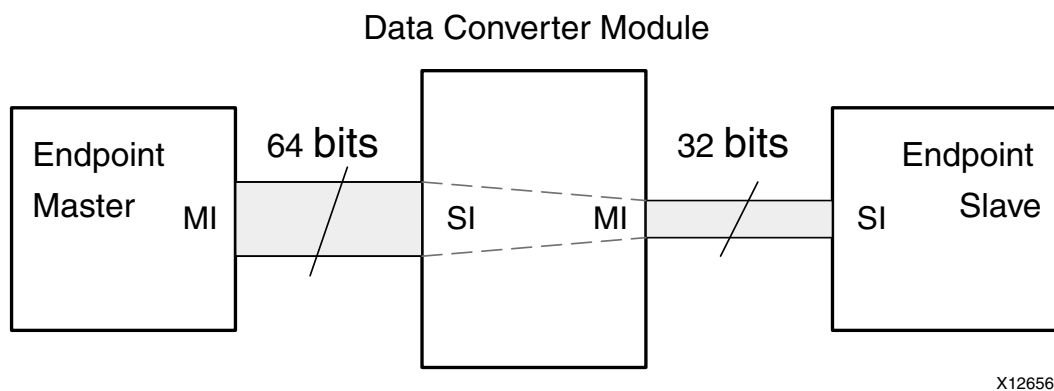 Data Converter Module
Endpoint
Master
MI
64 bits
SI
MI
32 bits
SI
Endpoint
Slave
X12656